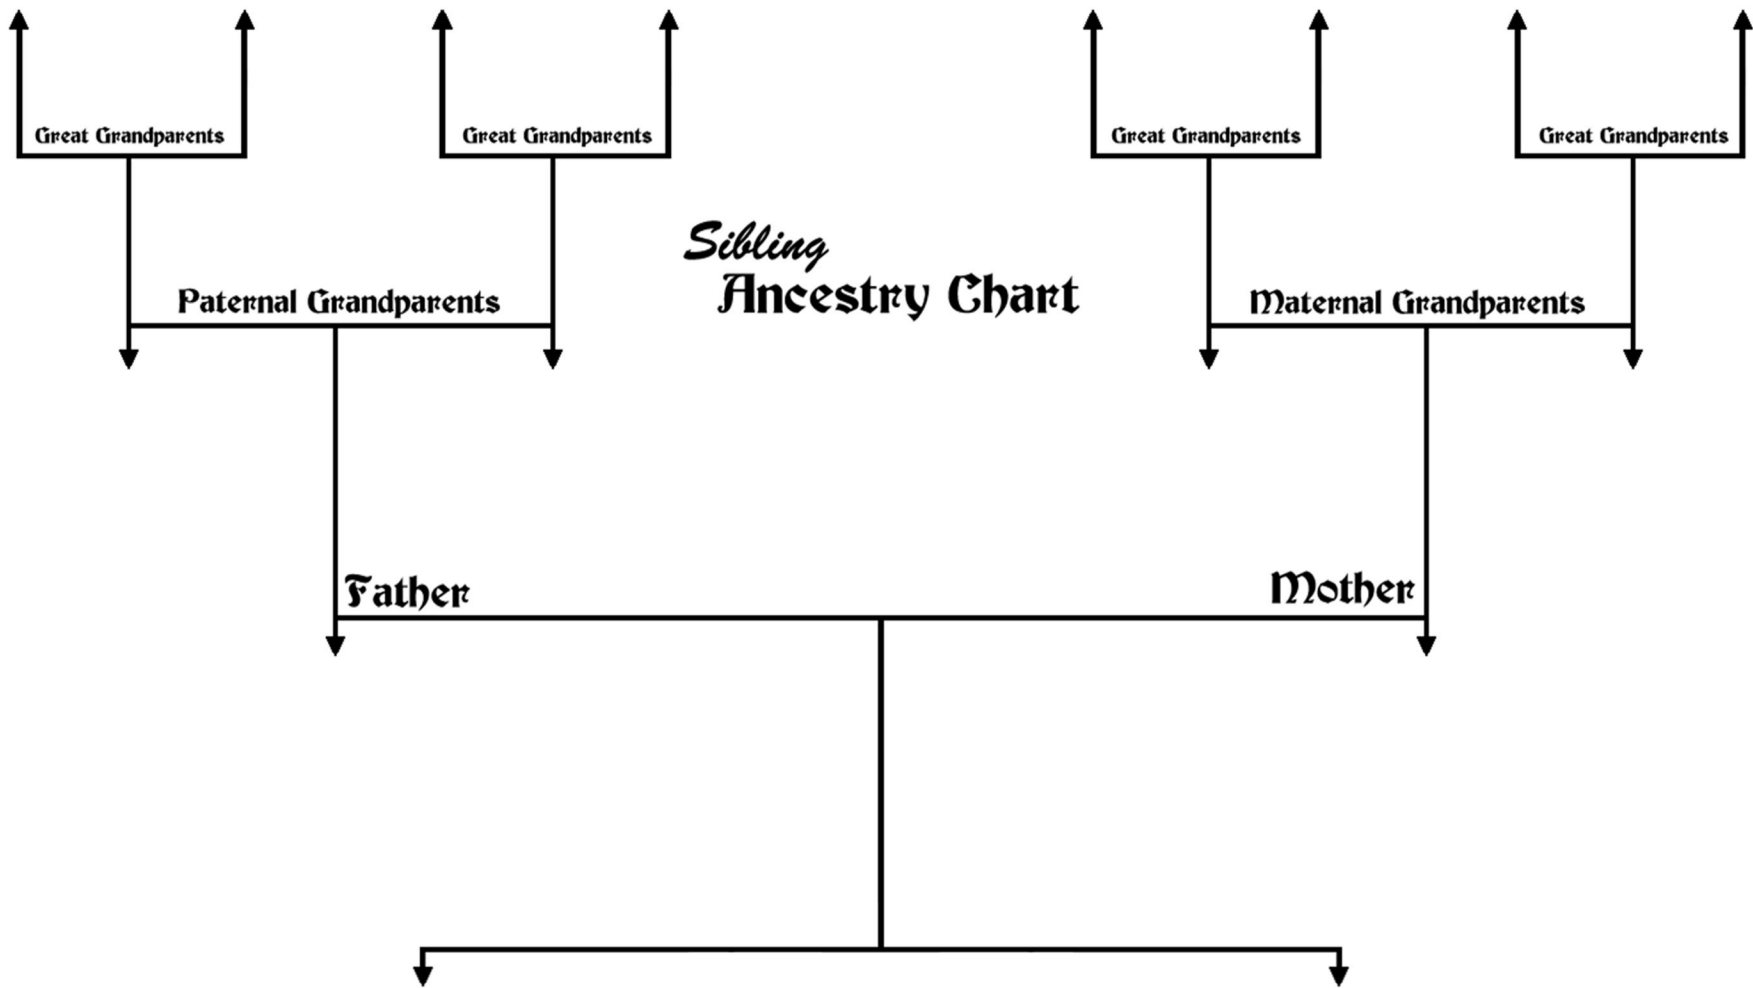 Great Grandparents
Great Grandparents
Great Grandparents
Great Grandparents
Sibling
Ancestry Chart
Paternal Grandparents
Maternal Grandparents
Father
Mother